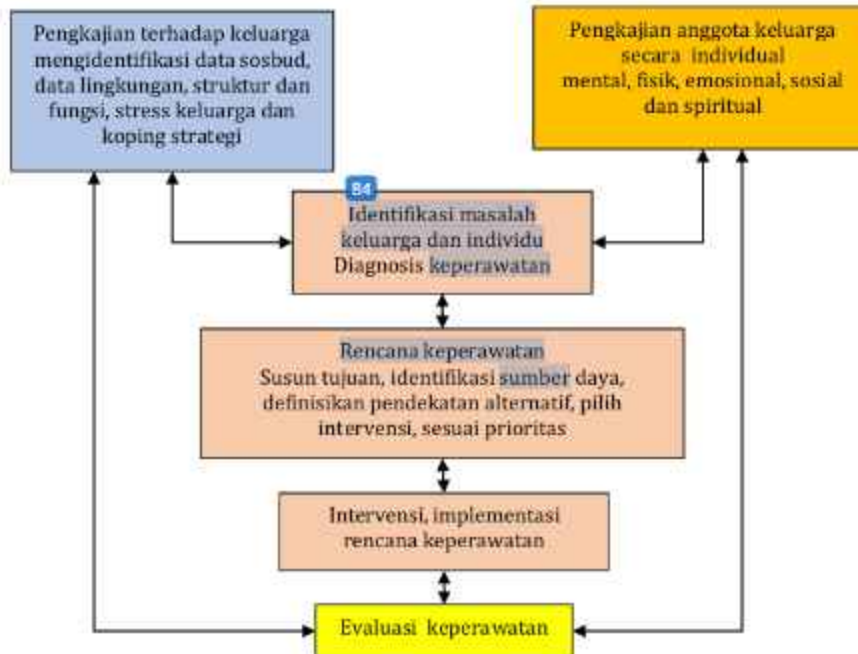 Pengkajian terhadap keluarga
mengidentifikasi data sosbud,
data lingkungan, struktur dan
fungsi, stress keluarga dan
koping strategi
Pengkajian anggota keluarga
secara individual
mental, fisik, emosional, sosial
dan spiritual
84
Identifikasi masalah
keluarga dan individu
Diagnosis keperawatan
Rencana keperawatan
Susun tujuan, identifikasi sumber daya,
definisikan pendekatan alternatif, pilih
intervensi, sesuai prioritas
Intervensi, implementasi
rencana keperawatan
Evaluasi keperawatan